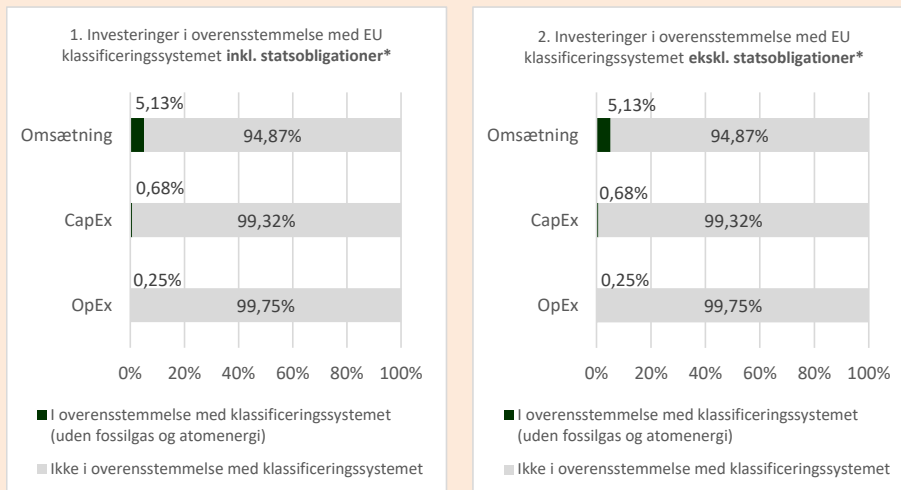 1. Investeringer i overensstemmelse med EU
klassificeringssystemet inkl. statsobligationer*
5,13%
Omsætning
94,87%
0,68%
CapEx
99,32%
0,25%
OpEx
99,75%
0% 20% 40% 60% 80% 100%
I overensstemmelse med klassificeringssystemet
(uden fossilgas og atomenergi)
Ikke i overensstemmelse med klassificeringssystemet
2. Investeringer i overensstemmelse med EU
klassificeringssystemet ekskl. statsobligationer*
5,13%
Omsætning
94,87%
0,68%
CapEx
99,32%
0,25%
OpEx
99,75%
0% 20% 40% 60% 80% 100%
I overensstemmelse med klassificeringssystemet
(uden fossilgas og atomenergi)
Ikke i overensstemmelse med klassificeringssystemet